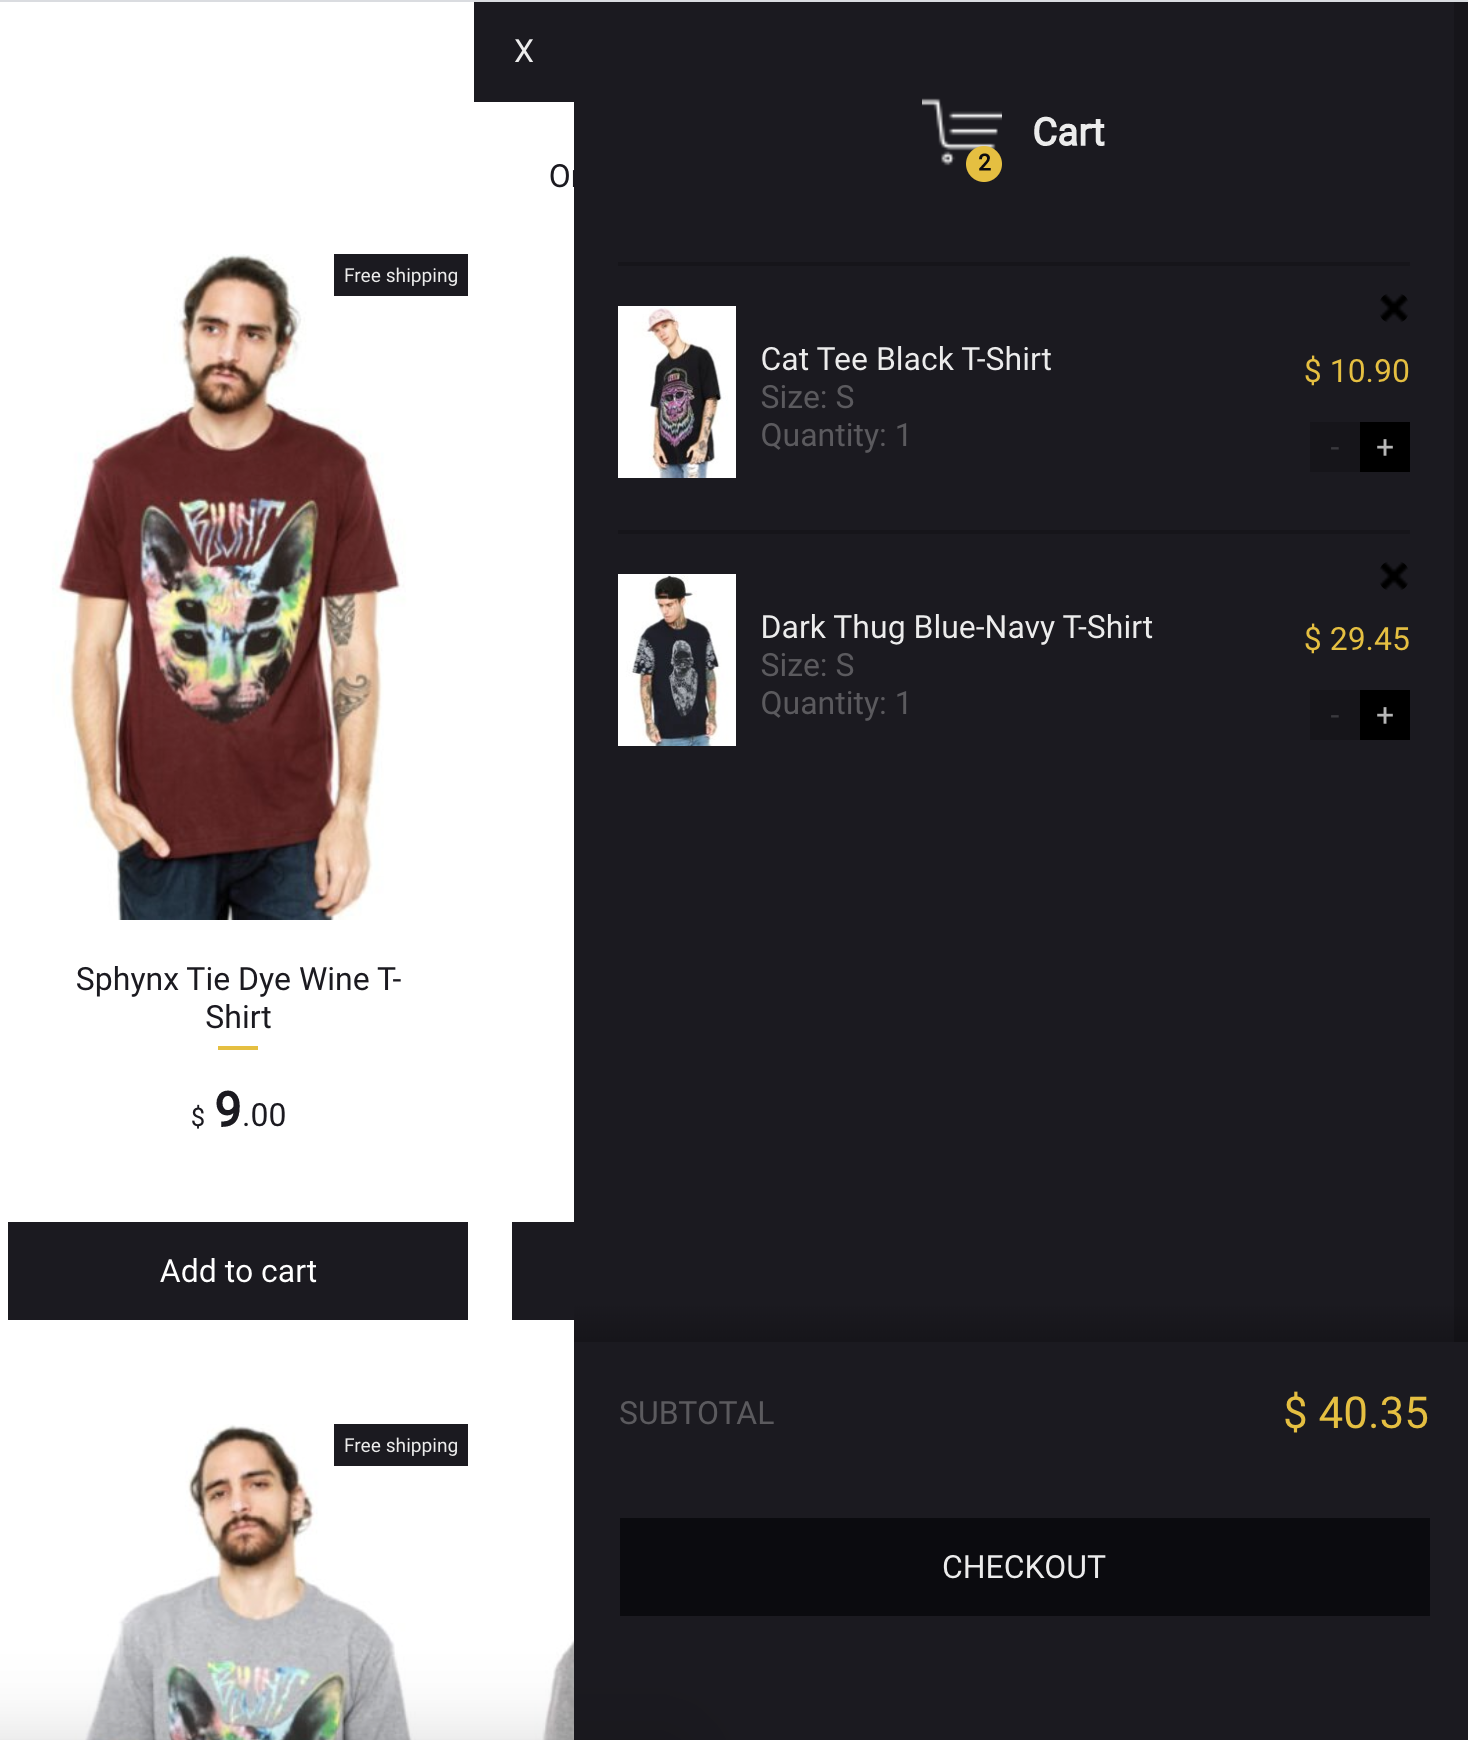 X
Cart
2
Free shipping
BLUNT
Sphynx Tie Dye Wine T-
Shirt
$ 9.00
Add to cart
Free shipping
BLUNT
Cat Tee Black T-Shirt
Size: S
Quantity: 1
$ 10.90
- +
Dark Thug Blue-Navy T-Shirt
Size: S
Quantity: 1
$ 29.45
- +
SUBTOTAL
$ 40.35
CHECKOUT